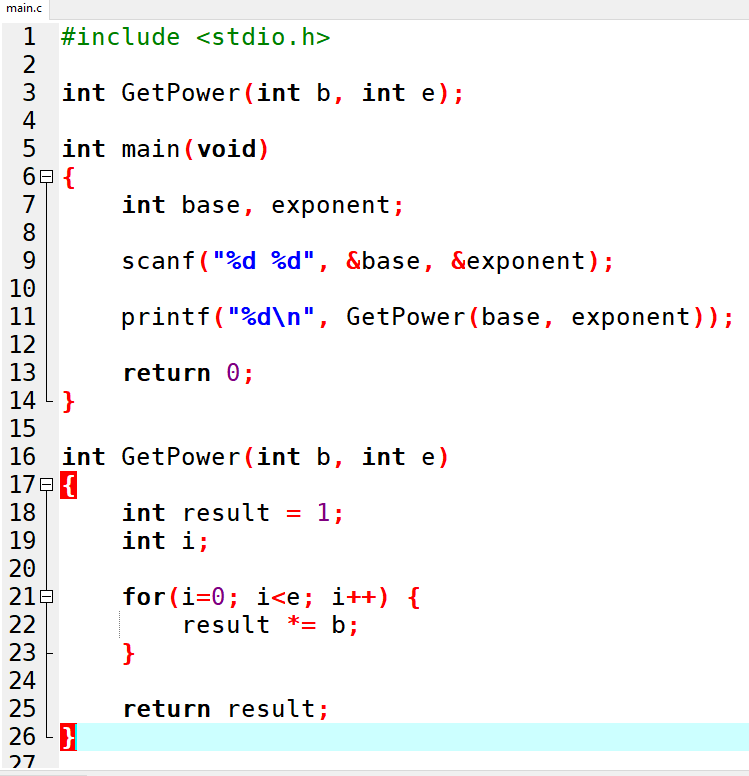 main.c
1 #include <stdio.h>
2
3 int GetPower(int b, int e);
4
5 int main(void)
6 {
7     int base, exponent;
8
9     scanf("%d %d", &base, &exponent);
10
11     printf("%d\n", GetPower(base, exponent));
12
13     return 0;
14 }
15
16 int GetPower(int b, int e)
17 {
18     int result = 1;
19     int i;
20
21     for(i=0; i<e; i++) {
22         result *= b;
23     }
24
25     return result;
26 }
27